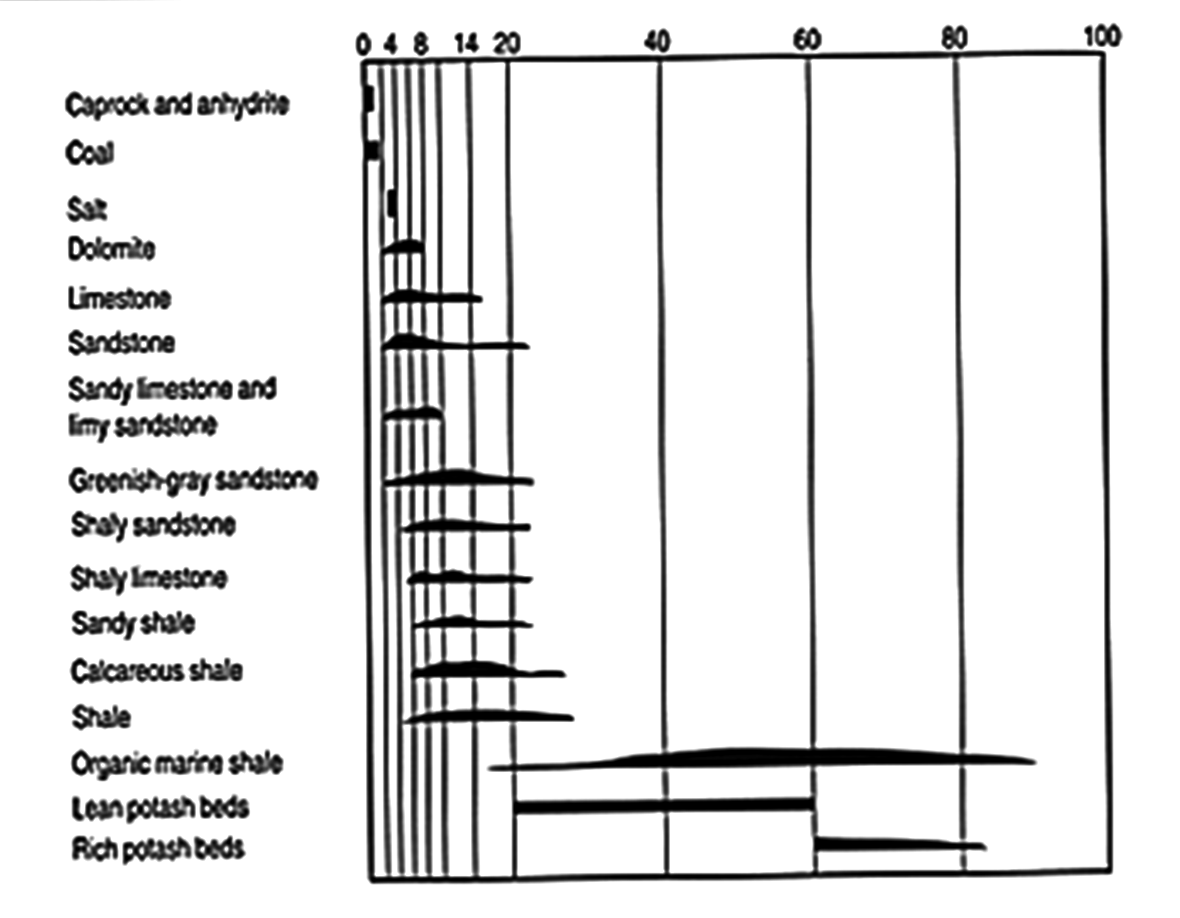 0 4 8 14 20 40 60 80 100
Caprock and anhydrite
Coal
Salt
Dolomite
Limestone
Sandstone
Sandy limestone and
limy sandstone
Greenish-gray sandstone
Shaly sandstone
Shaly limestone
Sandy shale
Calcareous shale
Shale
Organic marine shale
Lean potash beds
Rich potash beds